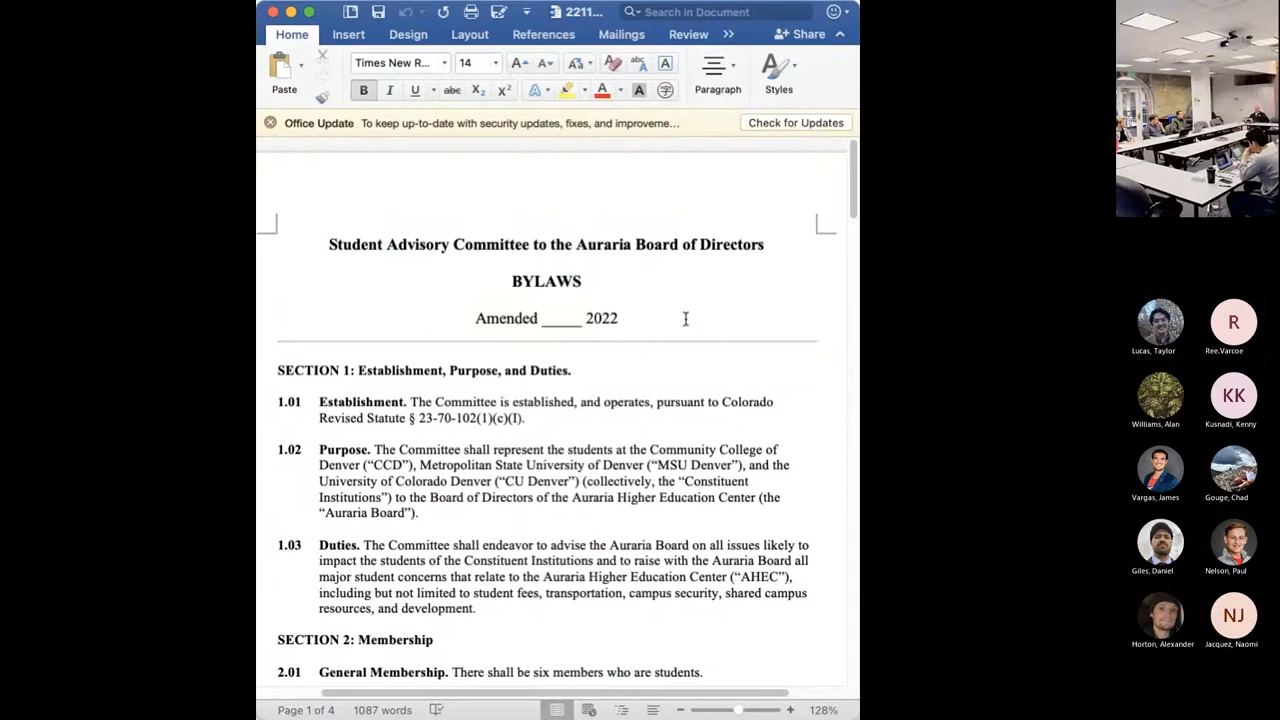 2211...
Search in Document
Home Insert Design Layout References Mailings Review >> Share
Times New R... 14
Paste
Paragraph
Styles
B I U abc X₂ X² A A A
Office Update To keep up-to-date with security updates, fixes, and improveme... Check for Updates
Student Advisory Committee to the Auraria Board of Directors
BYLAWS
Amended _____ 2022
SECTION 1: Establishment, Purpose, and Duties.
1.01 Establishment. The Committee is established, and operates, pursuant to Colorado
Revised Statute § 23-70-102(1)(c)(I).
1.02 Purpose. The Committee shall represent the students at the Community College of
Denver (“CCD”), Metropolitan State University of Denver (“MSU Denver”), and the
University of Colorado Denver (“CU Denver”) (collectively, the “Constituent
Institutions”) to the Board of Directors of the Auraria Higher Education Center (the
“Auraria Board”).
1.03 Duties. The Committee shall endeavor to advise the Auraria Board on all issues likely to
impact the students of the Constituent Institutions and to raise with the Auraria Board all
major student concerns that relate to the Auraria Higher Education Center (“AHEC”),
including but not limited to student fees, transportation, campus security, shared campus
resources, and development.
SECTION 2: Membership
2.01 General Membership. There shall be six members who are students.
Page 1 of 4 1087 words 128%
R
Lucas, Taylor Ree.Varcoe
KK
Williams, Alan Kusnadi, Kenny
Vargas, James Gouge, Chad
Giles, Daniel Nelson, Paul
NJ
Horton, Alexander Jacquez, Naomi